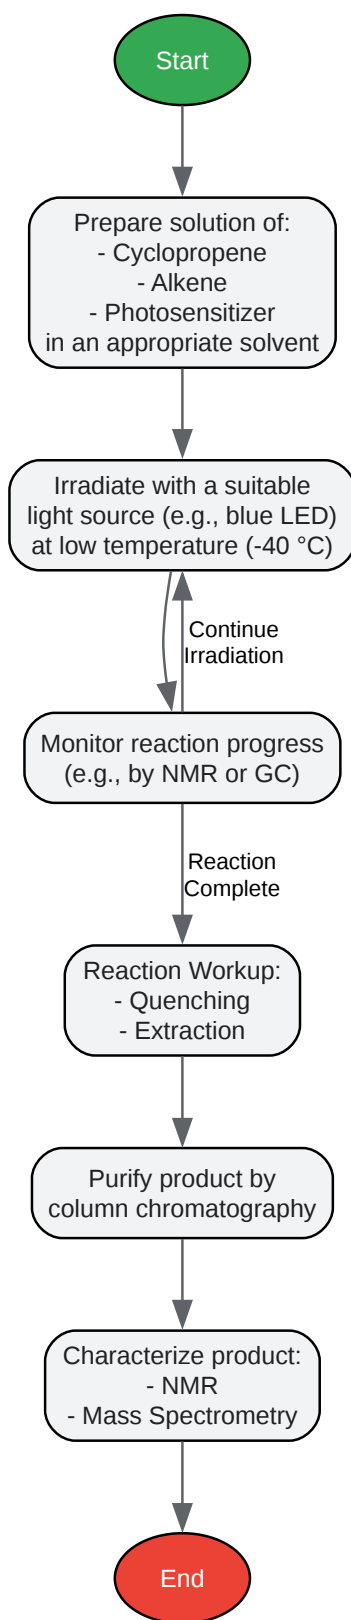 Start
Prepare solution of:
- Cyclopropene
- Alkene
- Photosensitizer
in an appropriate solvent
Irradiate with a suitable
light source (e.g., blue LED)
at low temperature (-40 °C)
Continue
Irradiation
Monitor reaction progress
(e.g., by NMR or GC)
Reaction
Complete
Reaction Workup:
- Quenching
- Extraction
Purify product by
column chromatography
Characterize product:
- NMR
- Mass Spectrometry
End